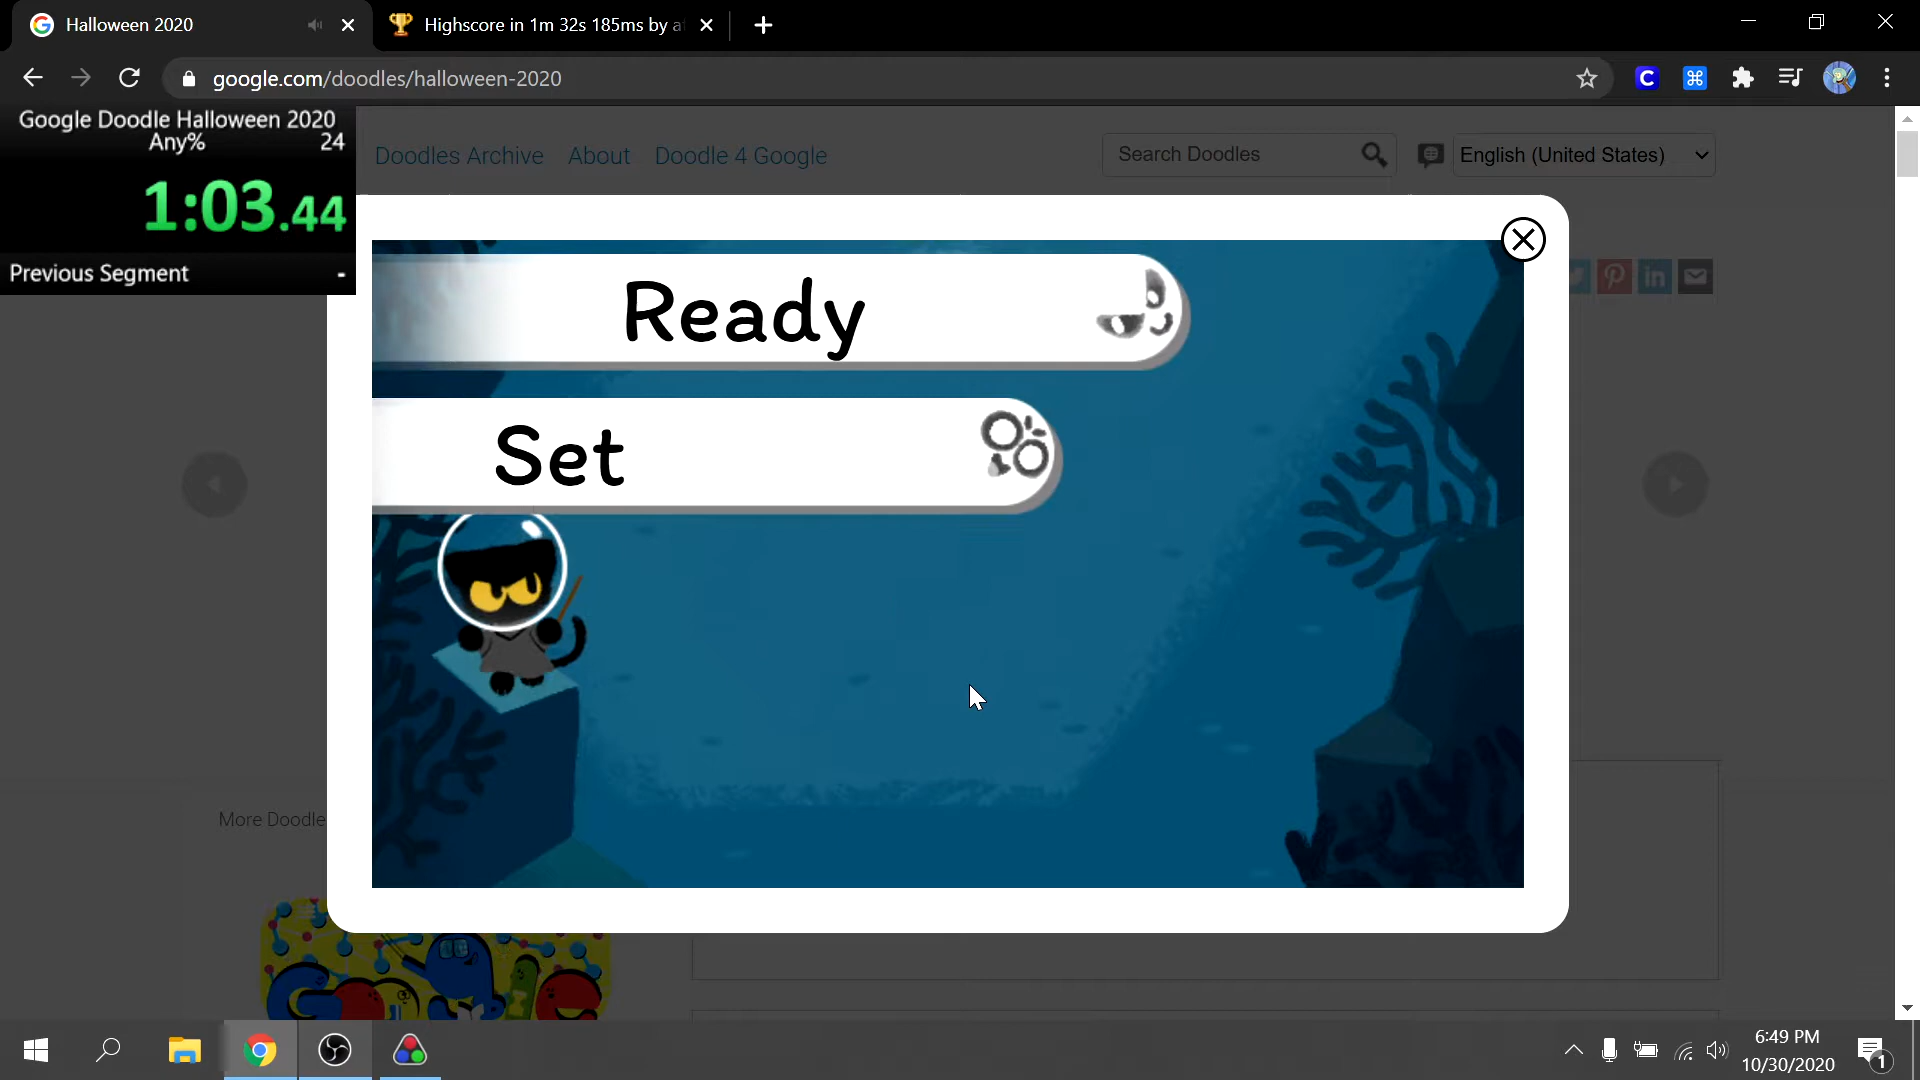 Halloween 2020
Highscore in 1m 32s 185ms by a
google.com/doodles/halloween-2020
Google Doodle Halloween 2020
Any% 24
1:03.44
Previous Segment -
Doodles Archive About Doodle 4 Google
Search Doodles
English (United States)
Ready
Set
More Doodle
6:49 PM
10/30/2020
1